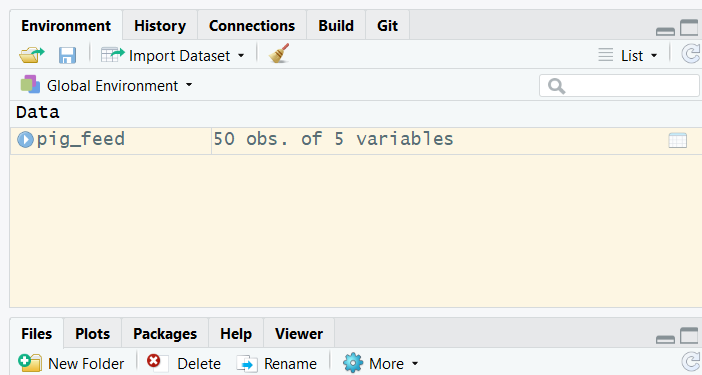 Environment History Connections Build Git
Import Dataset List
Global Environment
Data
pig_feed 50 obs. of 5 variables
Files Plots Packages Help Viewer
New Folder Delete Rename More